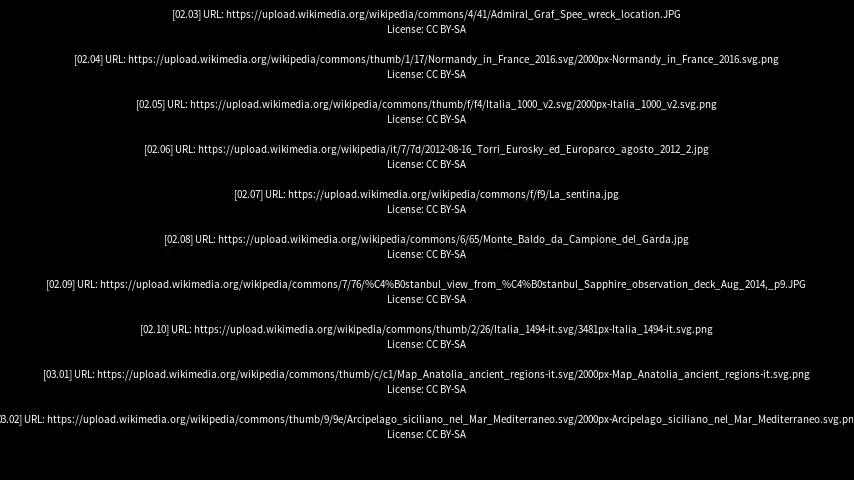 [02.03] URL: https://upload.wikimedia.org/wikipedia/commons/4/41/Admiral_Graf_Spee_wreck_location.JPG
License: CC BY-SA
[02.04] URL: https://upload.wikimedia.org/wikipedia/commons/thumb/1/17/Normandy_in_France_2016.svg/2000px-Normandy_in_France_2016.svg.png
License: CC BY-SA
[02.05] URL: https://upload.wikimedia.org/wikipedia/commons/thumb/f/f4/Italia_1000_v2.svg/2000px-Italia_1000_v2.svg.png
License: CC BY-SA
[02.06] URL: https://upload.wikimedia.org/wikipedia/it/7/7d/2012-08-16_Torri_Eurosky_ed_Europarco_agosto_2012_2.jpg
License: CC BY-SA
[02.07] URL: https://upload.wikimedia.org/wikipedia/commons/f/f9/La_sentina.jpg
License: CC BY-SA
[02.08] URL: https://upload.wikimedia.org/wikipedia/commons/6/65/Monte_Baldo_da_Campione_del_Garda.jpg
License: CC BY-SA
[02.09] URL: https://upload.wikimedia.org/wikipedia/commons/7/76/%C4%B0stanbul_view_from_%C4%B0stanbul_Sapphire_observation_deck_Aug_2014,_p9.JPG
License: CC BY-SA
[02.10] URL: https://upload.wikimedia.org/wikipedia/commons/thumb/2/26/Italia_1494-it.svg/3481px-Italia_1494-it.svg.png
License: CC BY-SA
[03.01] URL: https://upload.wikimedia.org/wikipedia/commons/thumb/c/c1/Map_Anatolia_ancient_regions-it.svg/2000px-Map_Anatolia_ancient_regions-it.svg.png
License: CC BY-SA
03.02] URL: https://upload.wikimedia.org/wikipedia/commons/thumb/9/9e/Arcipelago_siciliano_nel_Mar_Mediterraneo.svg/2000px-Arcipelago_siciliano_nel_Mar_Mediterraneo.svg.pn
License: CC BY-SA